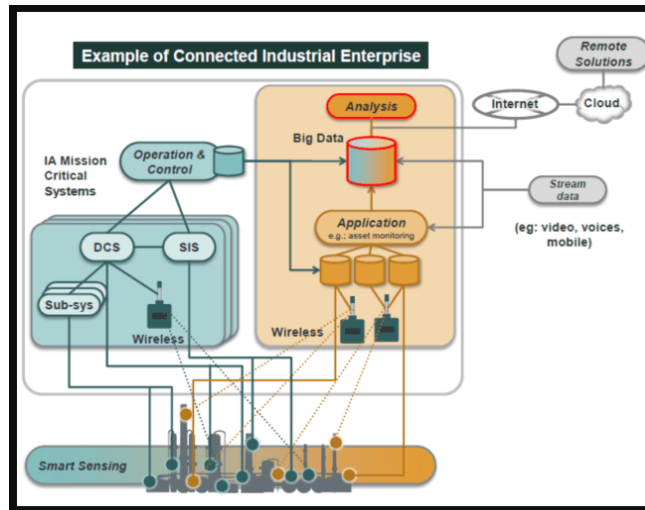 Example of Connected Industrial Enterprise
Remote
Solutions
Internet
Cloud
Analysis
Big Data
IA Mission
Critical
Systems
Operation &
Control
Stream
data
(eg: video, voices,
mobile)
Application
e.g.; asset monitoring
DCS
SIS
Sub-sys
Wireless
Wireless
Smart Sensing